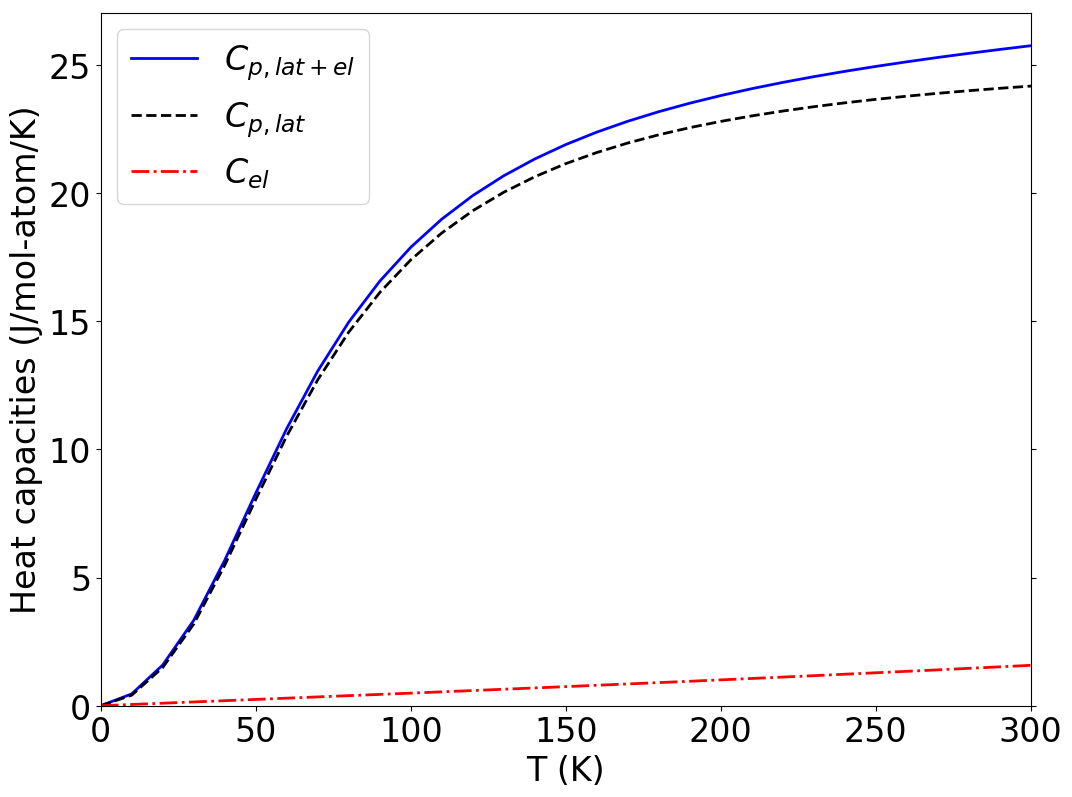 C_{p, lat + el}
C_{p, lat}
C_{el}
Heat capacities (J/mol-atom/K)
25
20
15
10
5
0
0 50 100 150 200 250 300
T (K)